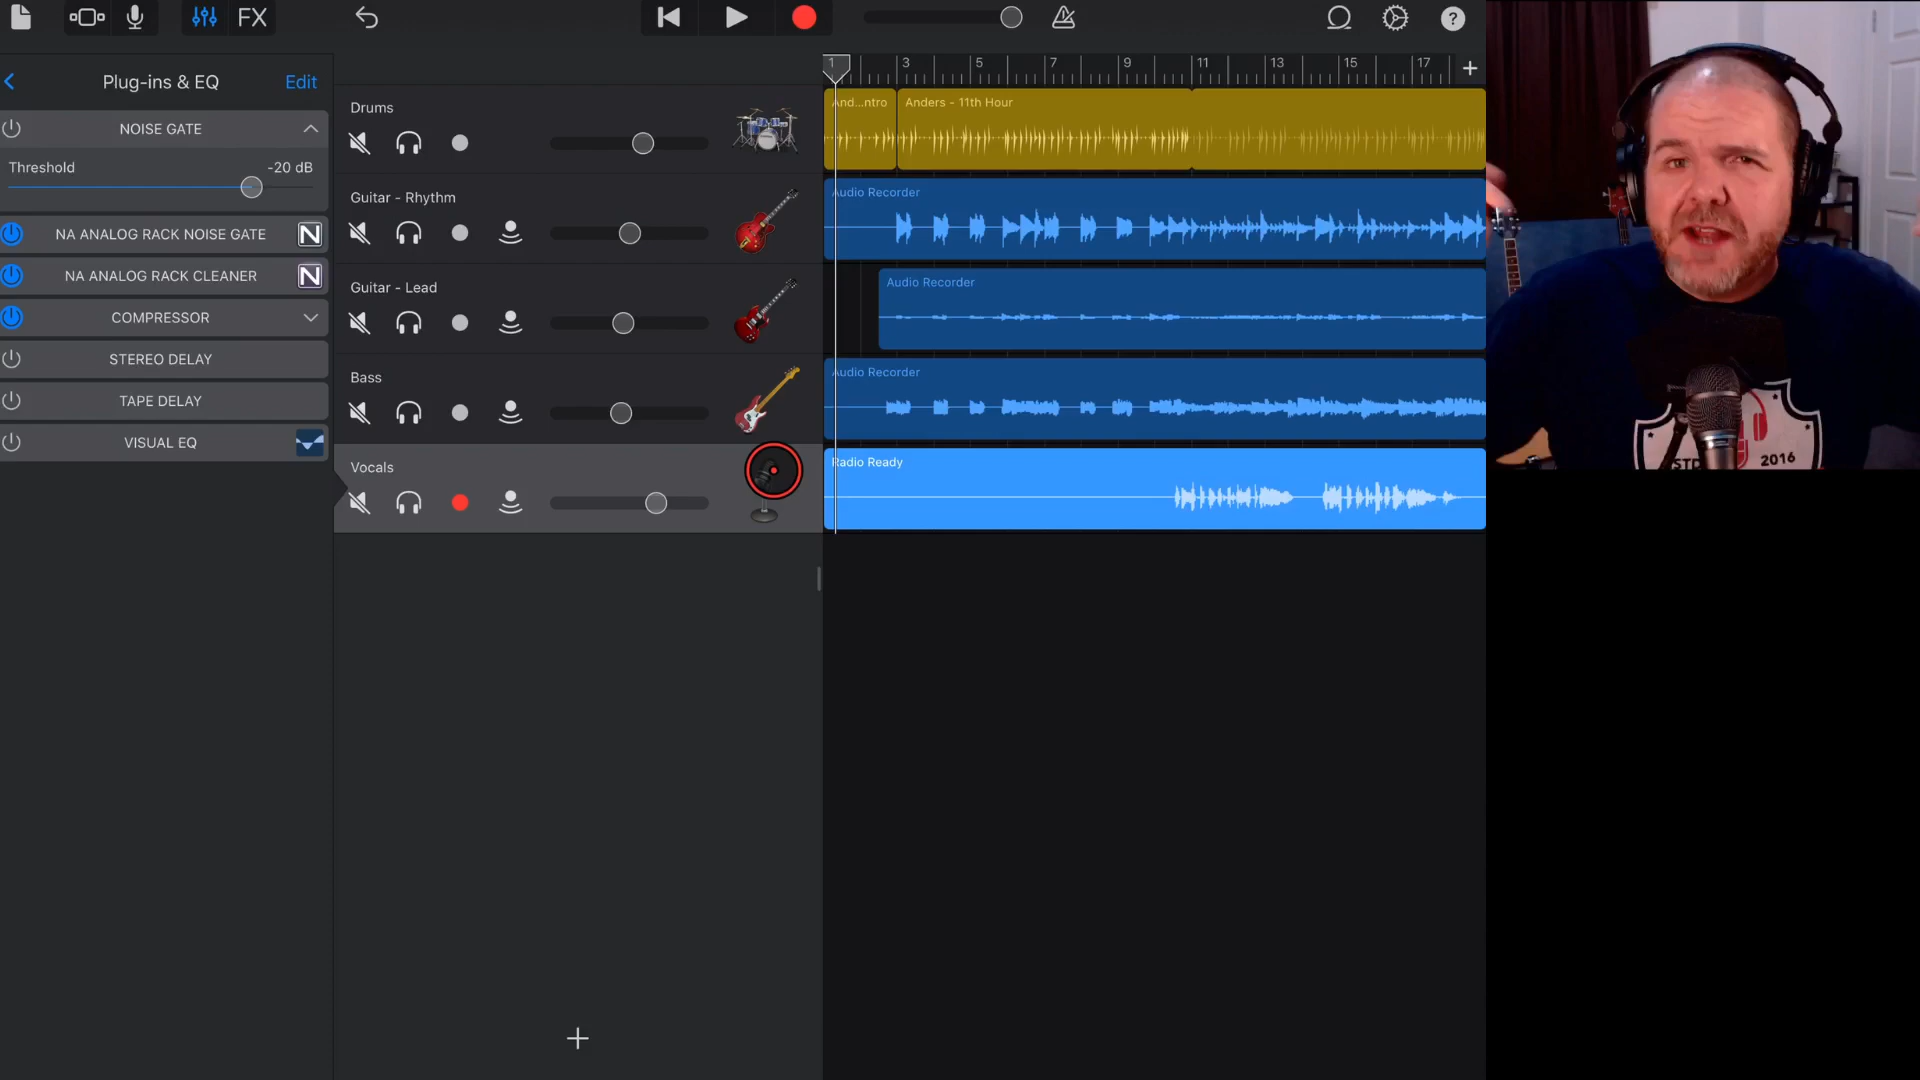 FX
?
Plug-ins & EQ
Edit
NOISE GATE
Threshold
-20 dB
NA ANALOG RACK NOISE GATE
N
NA ANALOG RACK CLEANER
N
COMPRESSOR
STEREO DELAY
TAPE DELAY
VISUAL EQ
Drums
Guitar - Rhythm
Guitar - Lead
Bass
Vocals
1 3 5 7 9 11 13 15 17
And...ntro
Anders - 11th Hour
Audio Recorder
Audio Recorder
Audio Recorder
Radio Ready
2016